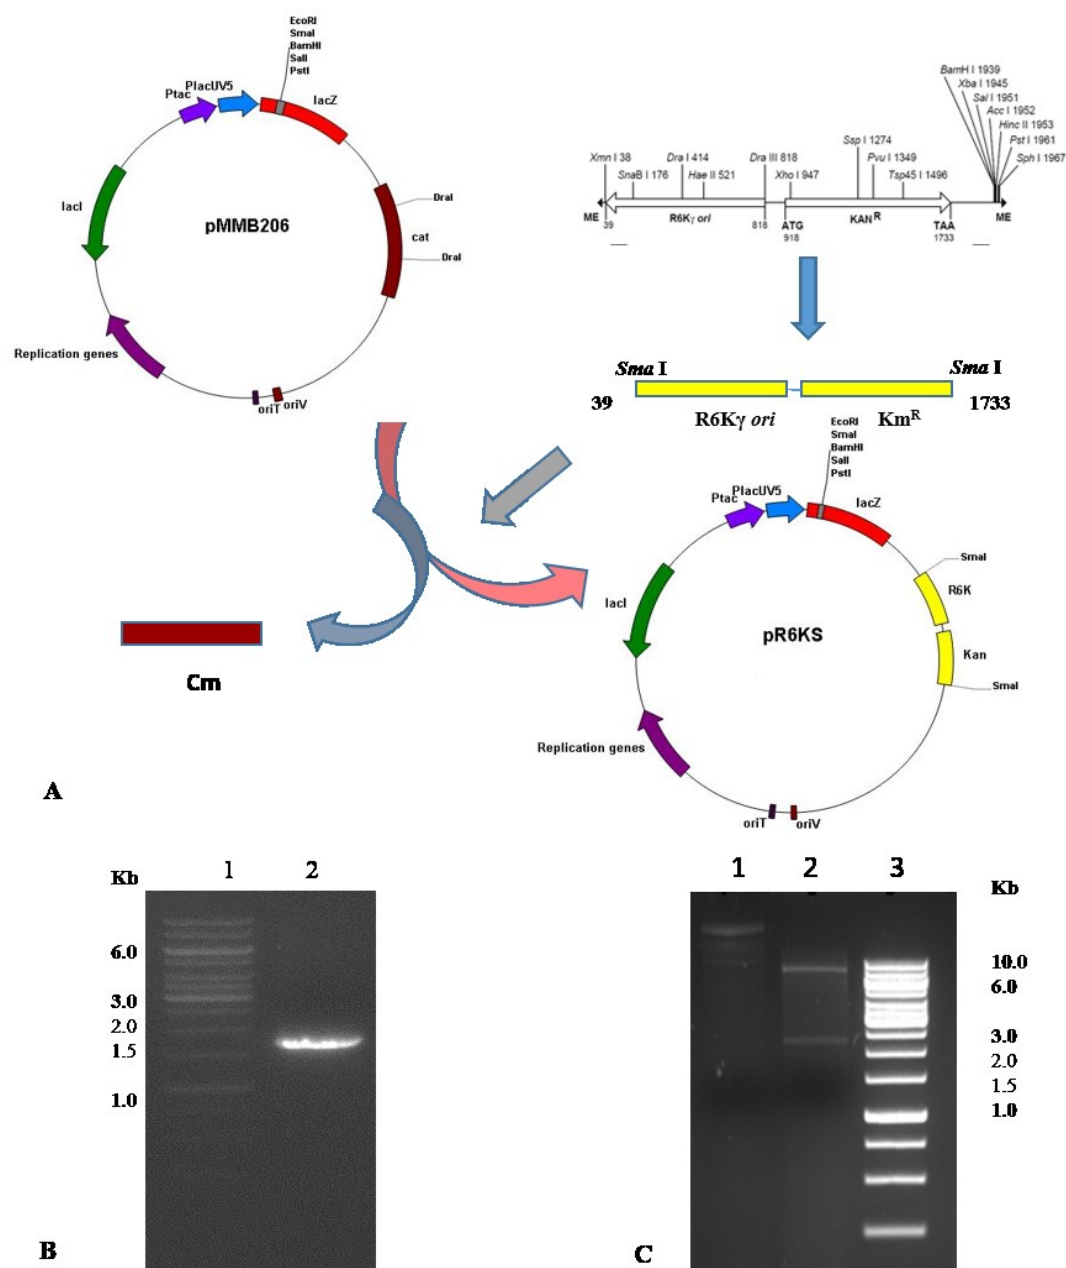 EcoRI
SmaI
BamHI
SalI
PstI
PlacUV5
Ptac
lacZ
lacI
DraI
pMMB206
cat
DraI
Replication genes
oriT oriV
BamH I 1939
Xba I 1945
Sal I 1951
Acc I 1952
Hinc II 1953
Pst I 1961
Sph I 1967
Ssp I 1274
Xmn I 38
Dra I 414
Dra III 818
Pvu I 1349
SnaB I 176
Hae II 521
Xho I 947
Tsp45 I 1496
ME
39
R6Kγ ori
818
ATG
918
KANR
TAA
1733
ME
Sma I
Sma I
39
1733
R6Kγ ori
KmR
EcoRI
SmaI
BamHI
SalI
PstI
PlacUV5
Ptac
lacZ
SmaI
lacI
R6K
pR6KS
Kan
SmaI
Cm
Replication genes
oriT
oriV
A
Kb
1
2
6.0
3.0
2.0
1.5
1.0
B
1
2
3
Kb
10.0
6.0
3.0
2.0
1.5
1.0
C